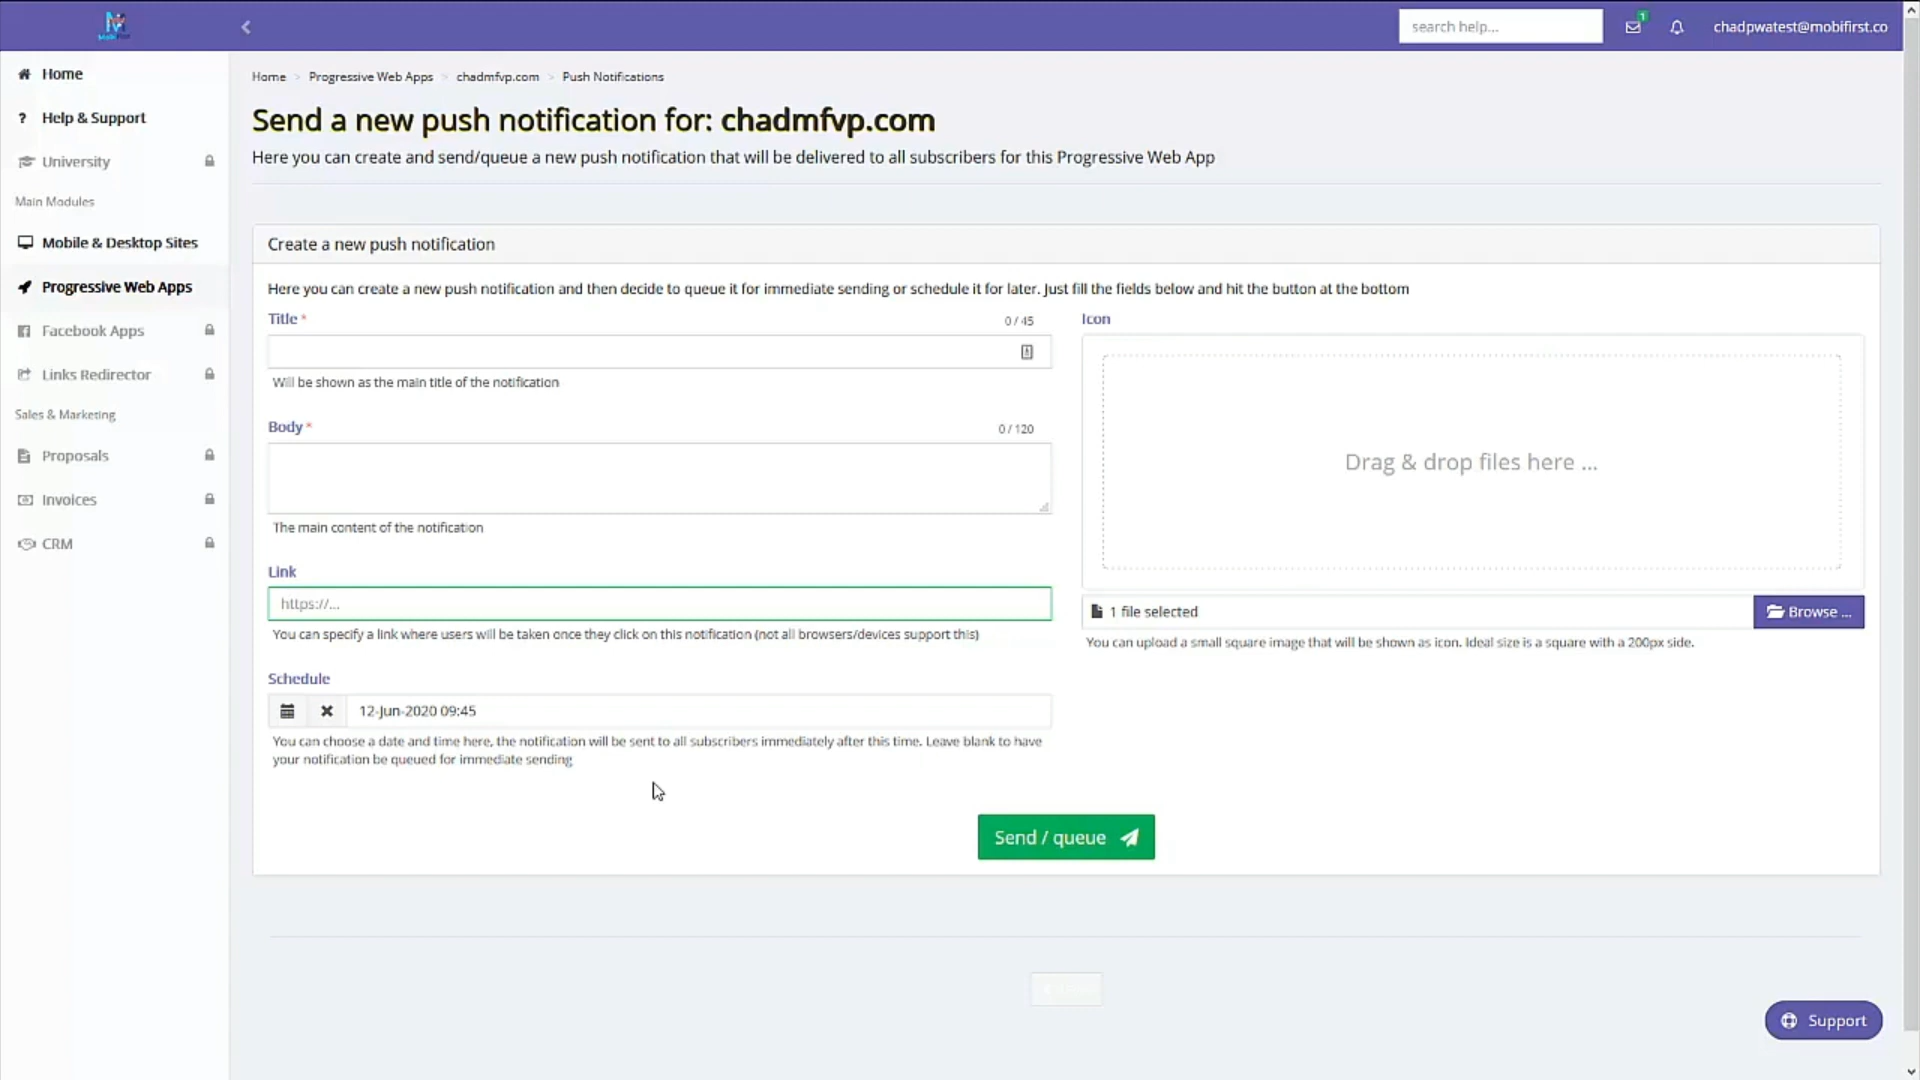 search help...
1
chadpwatest@mobifirst.co
Home
Help & Support
University
Main Modules
Mobile & Desktop Sites
Progressive Web Apps
Facebook Apps
Links Redirector
Sales & Marketing
Proposals
Invoices
CRM
Home > Progressive Web Apps > chadmfvp.com > Push Notifications
Send a new push notification for: chadmfvp.com
Here you can create and send/queue a new push notification that will be delivered to all subscribers for this Progressive Web App
Create a new push notification
Here you can create a new push notification and then decide to queue it for immediate sending or schedule it for later. Just fill the fields below and hit the button at the bottom
Title *
0 / 45
Will be shown as the main title of the notification
Body *
0 / 120
The main content of the notification
Link
https://...
You can specify a link where users will be taken once they click on this notification (not all browsers/devices support this)
Schedule
12-Jun-2020 09:45
You can choose a date and time here, the notification will be sent to all subscribers immediately after this time. Leave blank to have
your notification be queued for immediate sending
Icon
Drag & drop files here ...
1 file selected
Browse ...
You can upload a small square image that will be shown as icon. Ideal size is a square with a 200px side.
Send / queue
Support